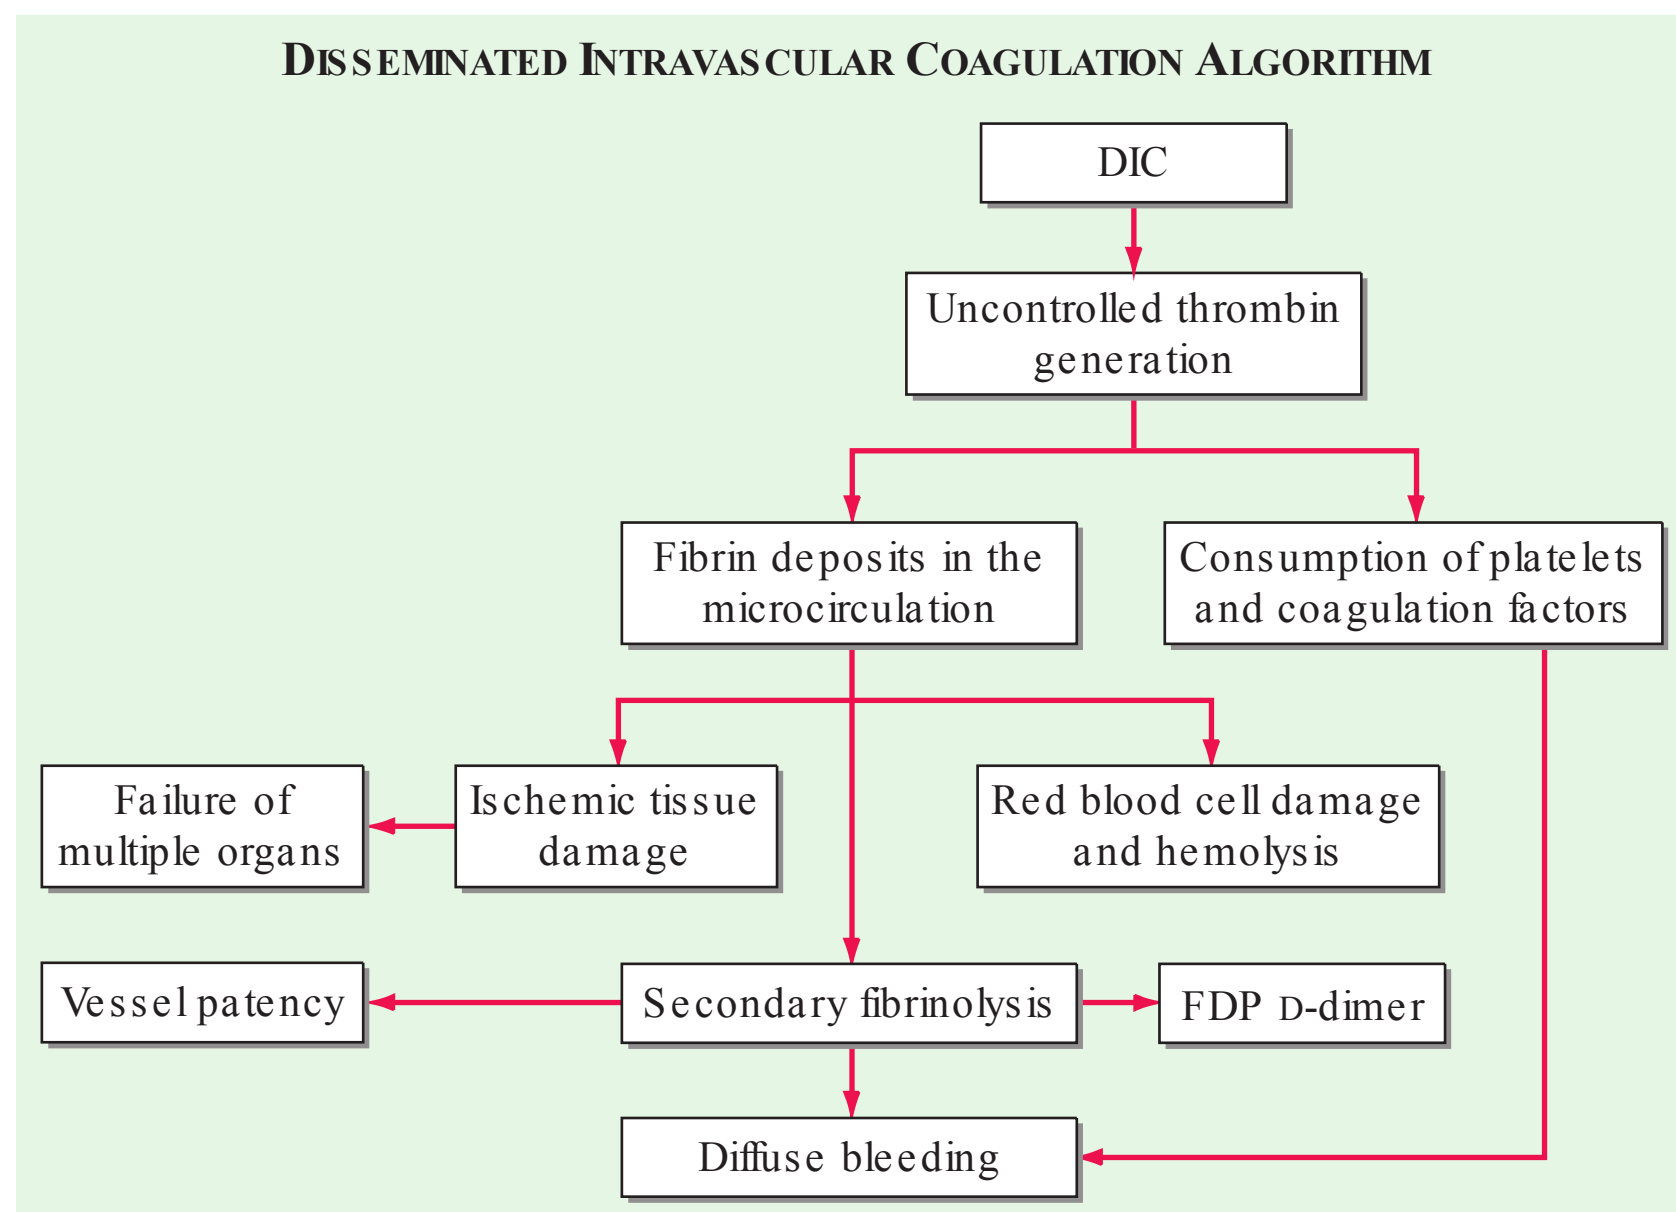 DISSEMINATED INTRAVASCULAR COAGULATION ALGORITHM
DIC
Uncontrolled thrombin
generation
Fibrin deposits in the
microcirculation
Consumption of platelets
and coagulation factors
Failure of
multiple organs
Ischemic tissue
damage
Red blood cell damage
and hemolysis
Vessel patency
Secondary fibrinolysis
FDP D-dimer
Diffuse bleeding